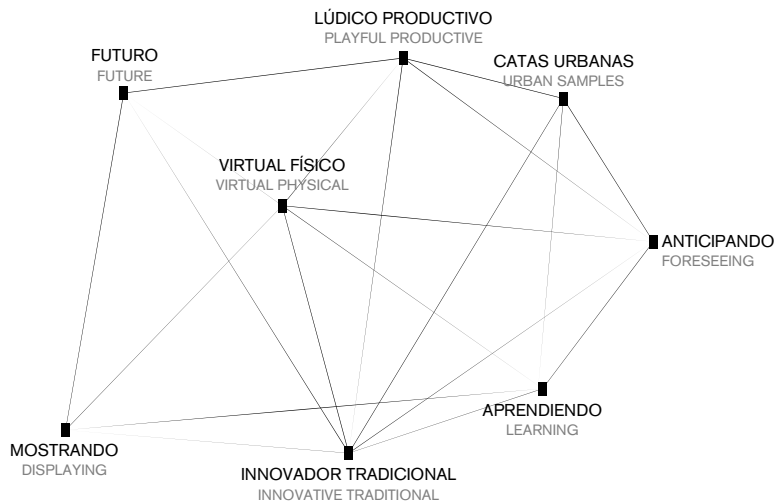 LÚDICO PRODUCTIVO
PLAYFUL PRODUCTIVE
FUTURO
FUTURE
CATAS URBANAS
URBAN SAMPLES
VIRTUAL FÍSICO
VIRTUAL PHYSICAL
ANTICIPANDO
FORESEEING
APRENDIENDO
LEARNING
MOSTRANDO
DISPLAYING
INNOVADOR TRADICIONAL
INNOVATIVE TRADITIONAL